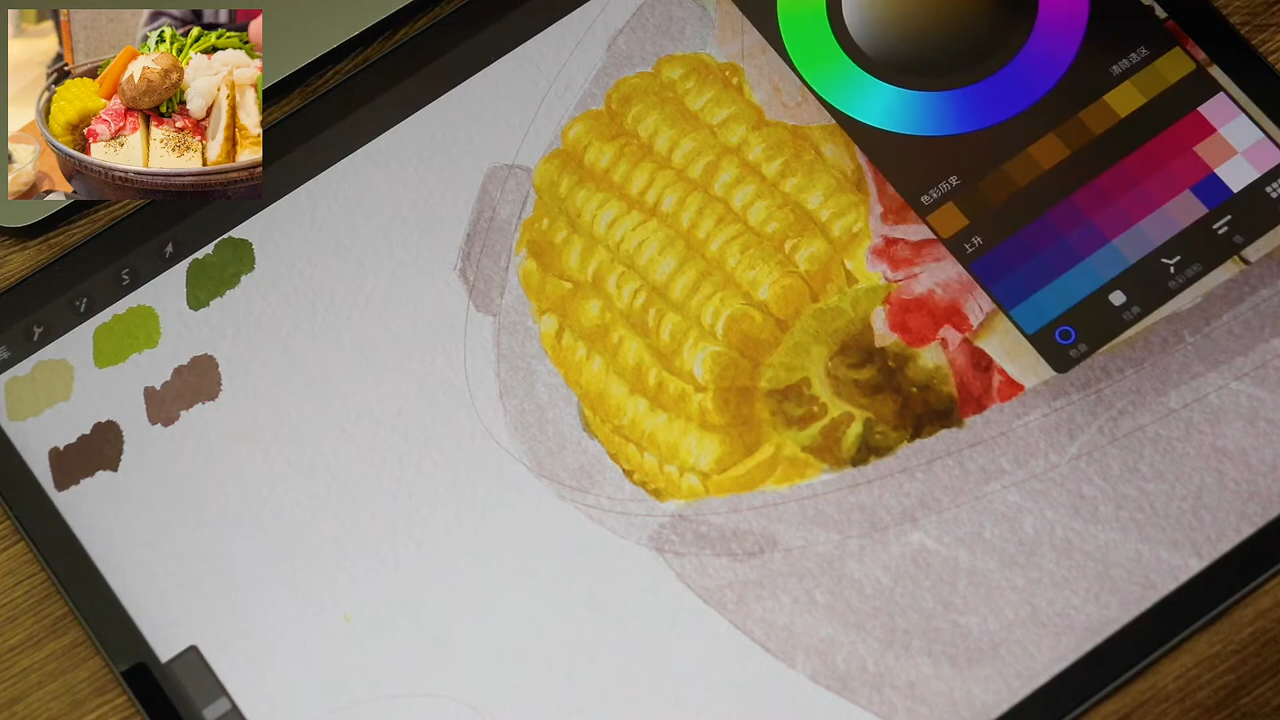 清除选区
色彩历史
上升
色盘
经典
色彩调和